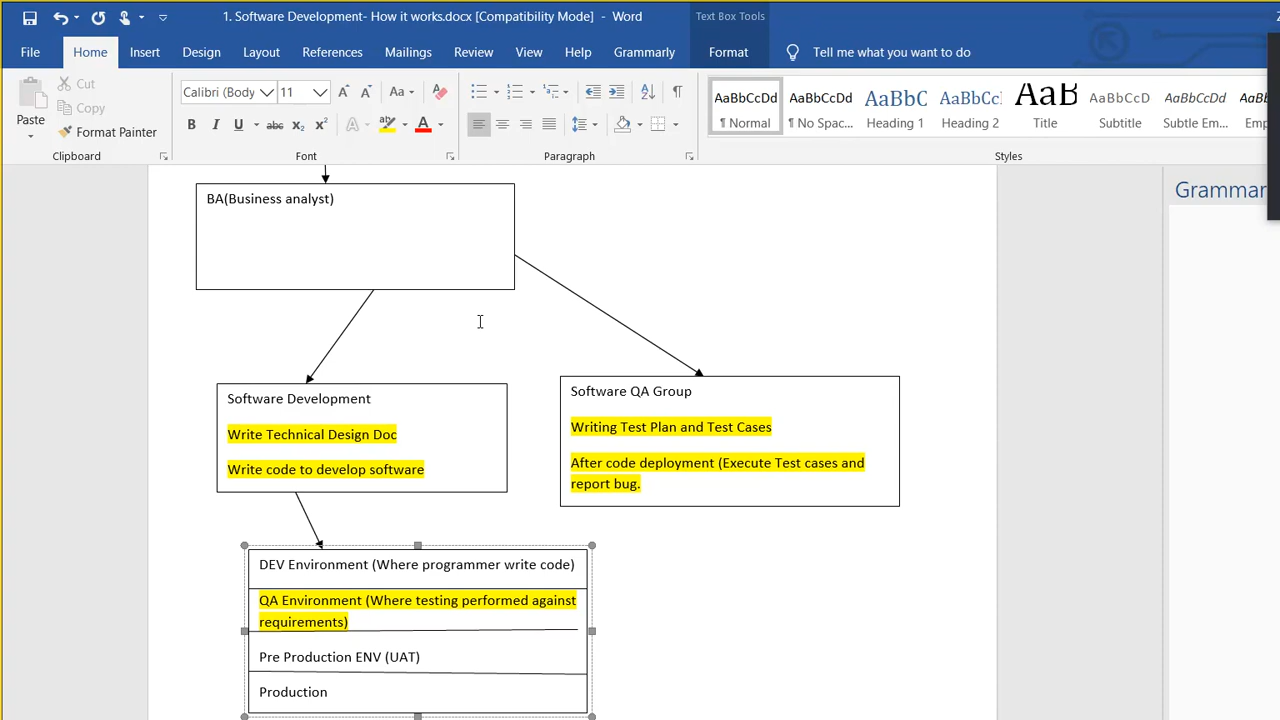 1. Software Development- How it works.docx [Compatibility Mode] - Word
Text Box Tools
File Home Insert Design Layout References Mailings Review View Help Grammarly Format Tell me what you want to do
Paste
Cut
Copy
Format Painter
Clipboard
Calibri (Body 11
Font
Paragraph
AaBbCcDd AaBbCcDd AaBbC AaBbCcI AaB AaBbCcD AaBbCcDd
¶ Normal ¶ No Spac... Heading 1 Heading 2 Title Subtitle Subtle Em...
Styles
BA(Business analyst)
Software Development
Write Technical Design Doc
Write code to develop software
Software QA Group
Writing Test Plan and Test Cases
After code deployment (Execute Test cases and
report bug.
DEV Environment (Where programmer write code)
QA Environment (Where testing performed against
requirements)
Pre Production ENV (UAT)
Production
Grammar